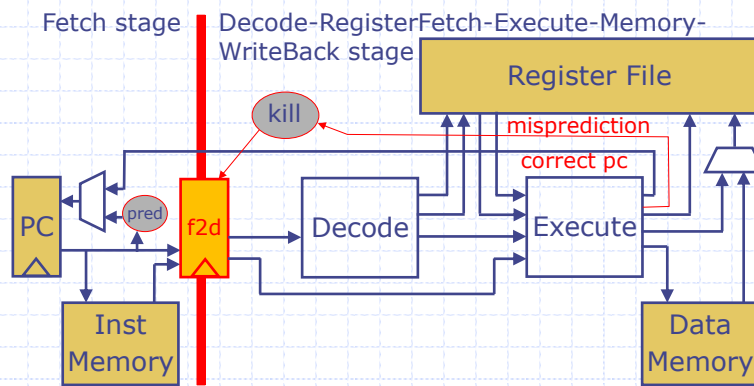 Fetch stage
Decode-RegisterFetch-Execute-Memory-
WriteBack stage
Register File
kill
misprediction
correct pc
PC
pred
f2d
Decode
Execute
Inst
Memory
Data
Memory